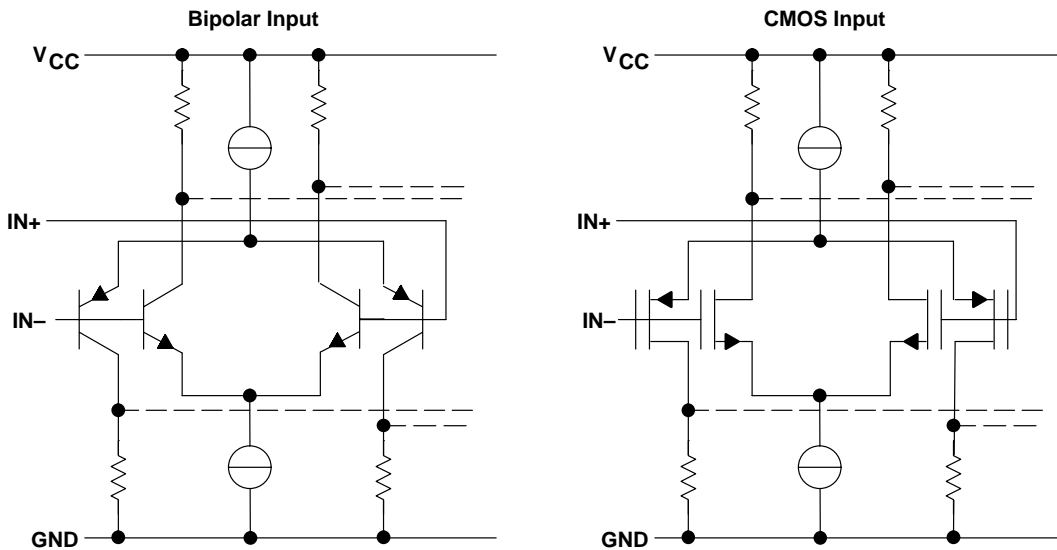 Bipolar Input
VCC
IN+
IN–
GND
CMOS Input
VCC
IN+
IN–
GND